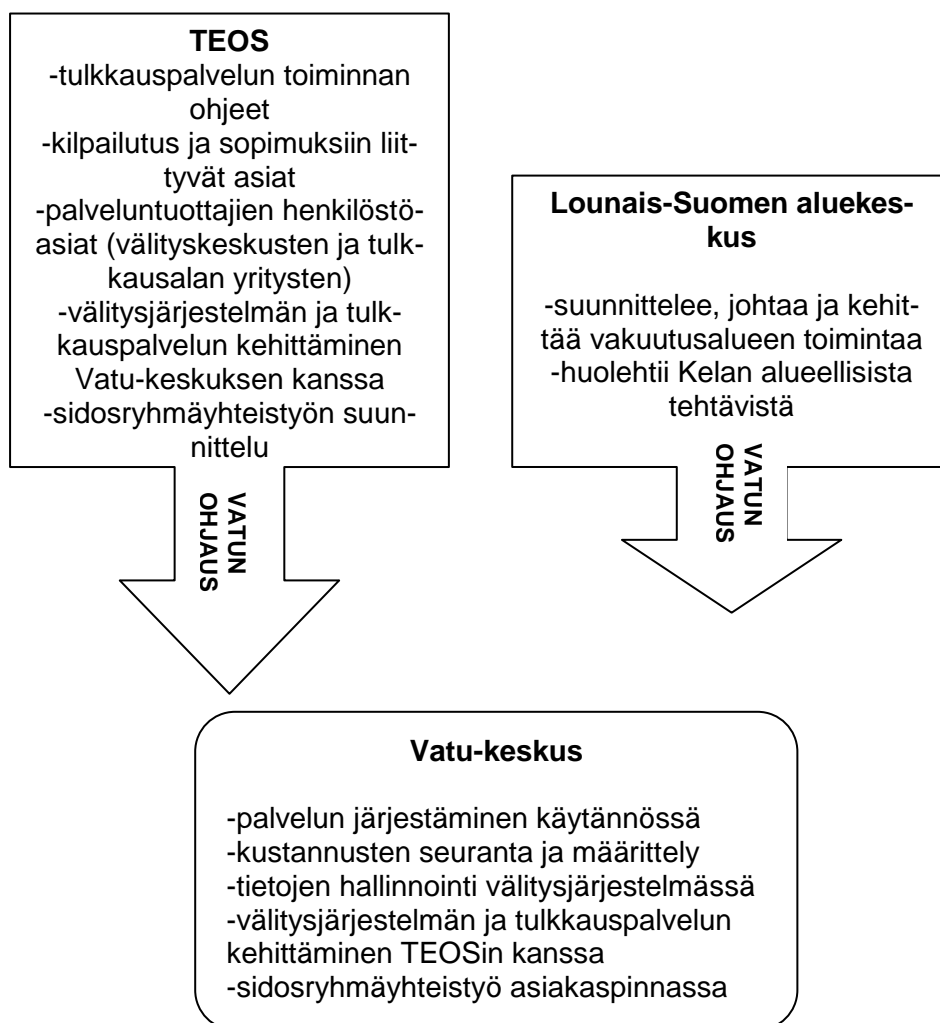 TEOS
-tulkkauspalvelun toiminnan
ohjeet
-kilpailutus ja sopimuksiin liit-
tyvät asiat
-palveluntuottajien henkilöstö-
asiat (välityskeskusten ja tulk-
kausalan yritysten)
-välitysjärjestelmän ja tulk-
kauspalvelun kehittäminen
Vatu-keskuksen kanssa
-sidosryhmäyhteistyön suun-
nittelu
VATUN
OHJAUS
Lounais-Suomen aluekes-
kus
-suunnittelee, johtaa ja kehit-
tää vakuutusalueen toimintaa
-huolehtii Kelan alueellisista
tehtävistä
VATUN
OHJAUS
Vatu-keskus
-palvelun järjestäminen käytännössä
-kustannusten seuranta ja määrittely
-tietojen hallinnointi välitysjärjestelmässä
-välitysjärjestelmän ja tulkkauspalvelun
kehittäminen TEOSin kanssa
-sidosryhmäyhteistyö asiakaspinnassa